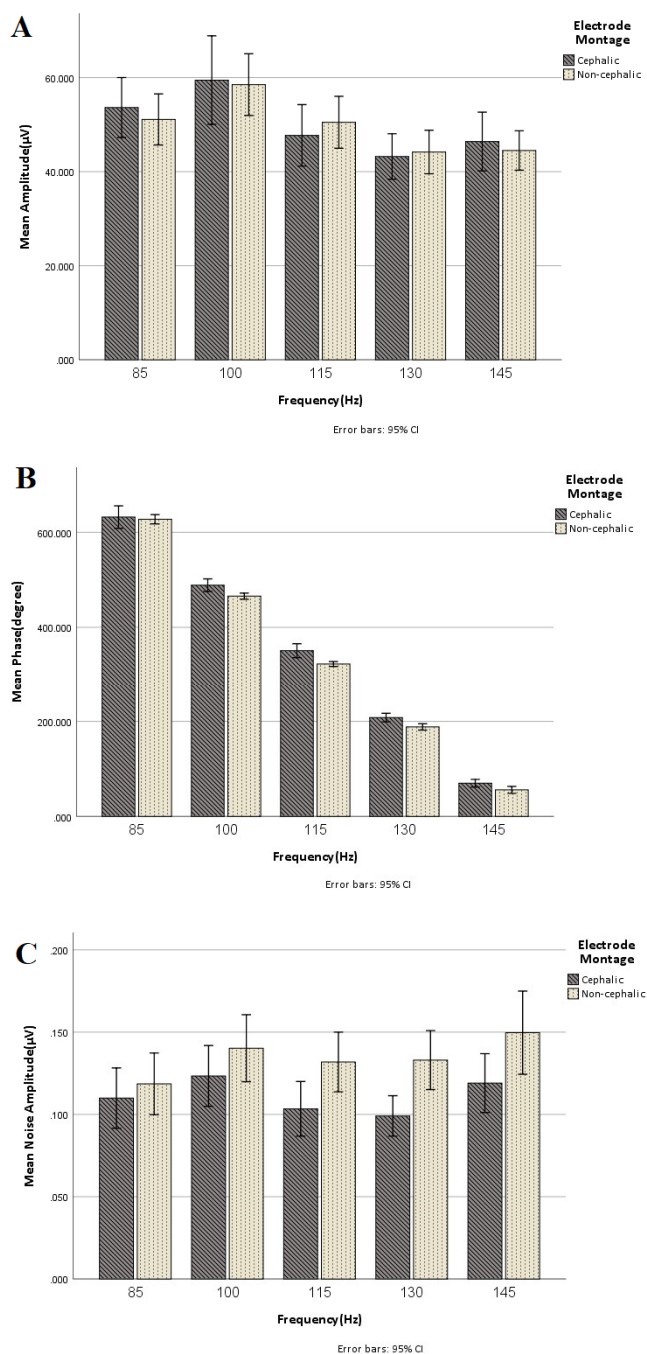 A
Electrode
Montage
Cephalic
Non-cephalic
Mean Amplitude(µV)
60.000
40.000
20.000
.000
85 100 115 130 145
Frequency(Hz)
Error bars: 95% CI
B
Electrode
Montage
Cephalic
Non-cephalic
Mean Phase(degree)
600.000
400.000
200.000
.000
85 100 115 130 145
Frequency(Hz)
Error bars: 95% CI
C
Electrode
Montage
Cephalic
Non-cephalic
Mean Noise Amplitude(µV)
.200
.150
.100
.050
.000
85 100 115 130 145
Frequency(Hz)
Error bars: 95% CI